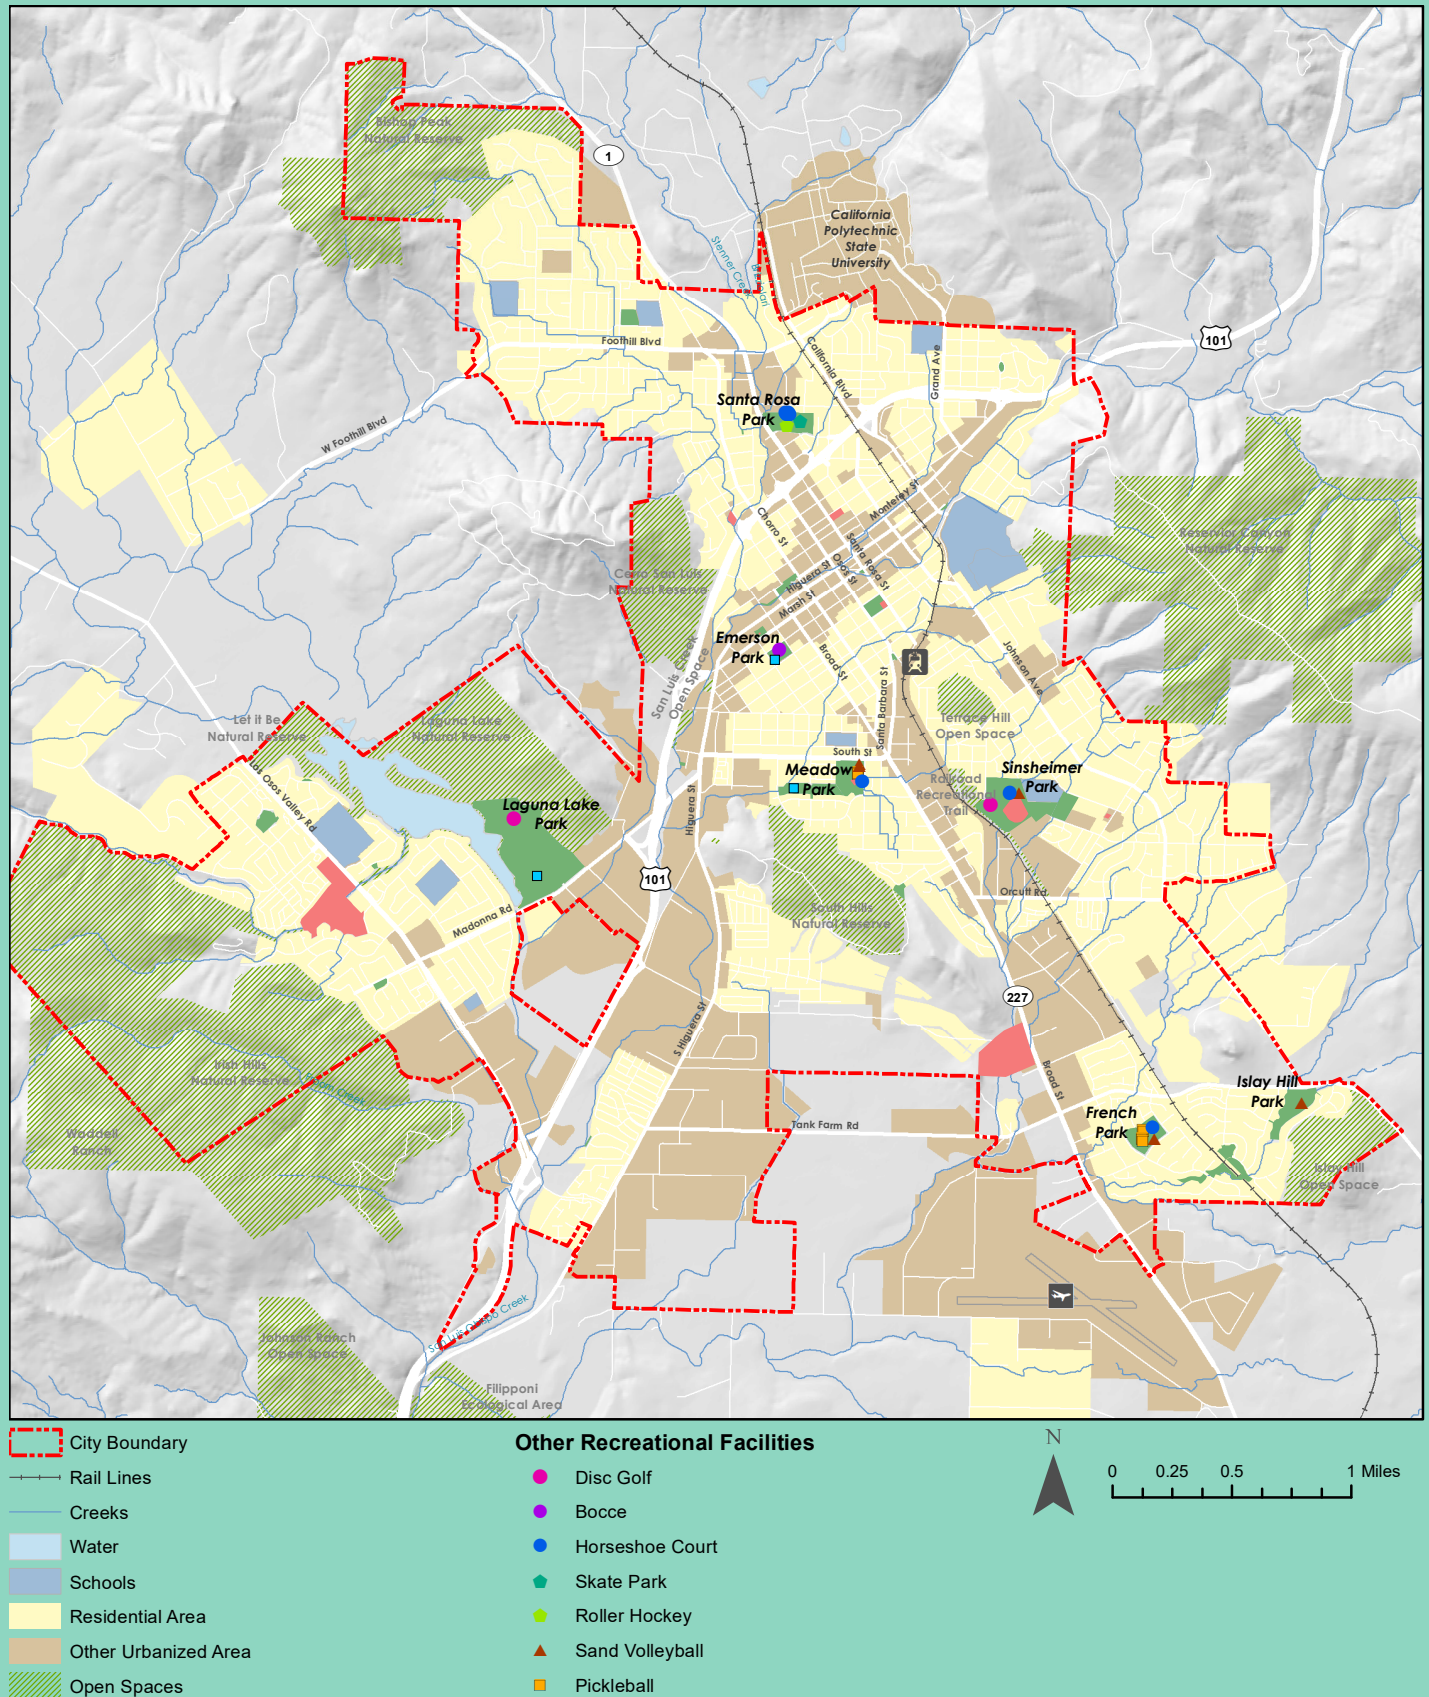 Bishop Peak
Natural Reserve
1
California
Polytechnic
State
University
Stenner Creek
Brizziolari
Foothill Blvd
California Blvd
Grand Ave
101
Santa Rosa
Park
W Foothill Blvd
Monterey St
Chorro St
Santa Rosa St
Osos St
Higuera St
Marsh St
Reservior Canyon
Natural Reserve
Cerro San Luis
Natural Reserve
Emerson
Park
Broad St
Johnson Ave
San Luis Creek
Open Space
Santa Barbara St
Let it Be
Natural Reserve
Laguna Lake
Natural Reserve
Terrace Hill
Open Space
South St
Los Osos Valley Rd
Meadow
Park
Sinsheimer
Park
Railroad
Recreational
Trail
Laguna Lake
Park
Higuera St
101
Orcutt Rd
Madonna Rd
South Hills
Natural Reserve
227
S Higuera St
Irish Hills
Natural Reserve
Froom Creek
Broad St
Islay Hill
Park
French
Park
Tank Farm Rd
Waddell
Ranch
Islay Hill
Open Space
San Luis Obispo Creek
Johnson Ranch
Open Space
Filipponi
Ecological Area
City Boundary
Rail Lines
Creeks
Water
Schools
Residential Area
Other Urbanized Area
Open Spaces
Other Recreational Facilities
Disc Golf
Bocce
Horseshoe Court
Skate Park
Roller Hockey
Sand Volleyball
Pickleball
N
0 0.25 0.5 1 Miles